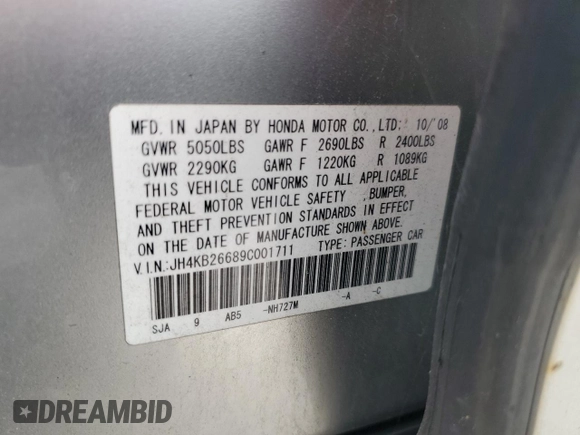 MFD. IN JAPAN BY HONDA MOTOR CO.,LTD: 10/'08
GVWR 5050LBS GAWR F 2690LBS R 2400LBS
GVWR 2290KG GAWR F 1220KG R 1089KG
THIS VEHICLE CONFORMS TO ALL APPLICABLE
FEDERAL MOTOR VEHICLE SAFETY ,BUMPER,
AND THEFT PREVENTION STANDARDS IN EFFECT
ON THE DATE OF MANUFACTURE SHOWN ABOVE.
V.I.N.:JH4KB26689C001711 TYPE: PASSENGER CAR
SJA 9 AB5 -NH727M -A -C
DREAMBID